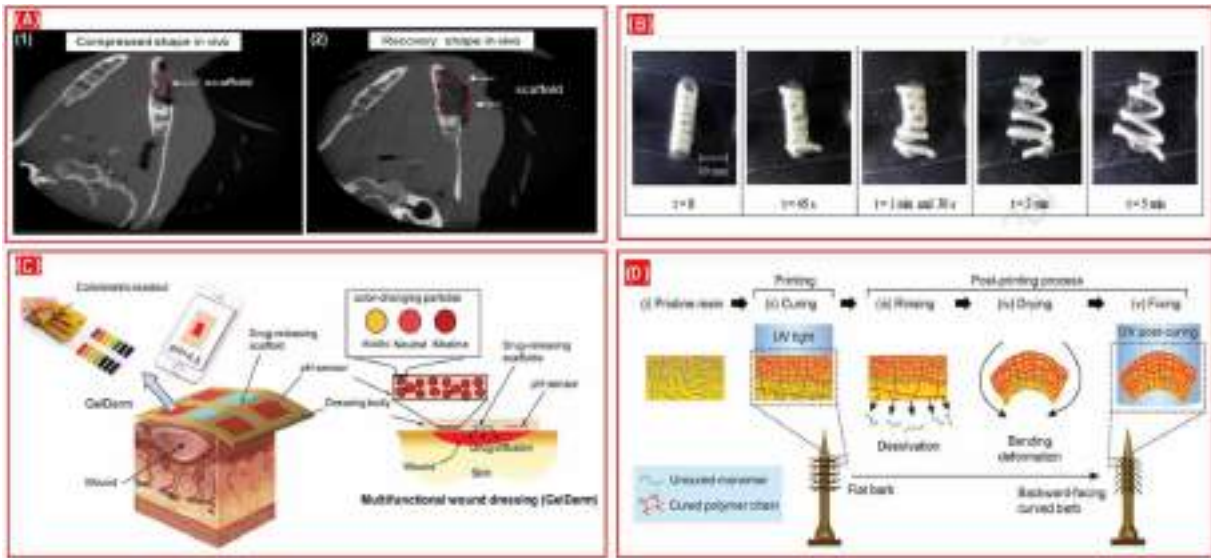 (A)
(1)
Compressed shape in vivo
scaffold
(2)
Recovery shape in vivo
scaffold
(B)
10 mm
t = 0
t = 45 s
t = 1 min and 30 s
t = 2 min
t = 5 min
(C)
Colorimetric readout
Drug-releasing
scaffold
pH sensor
GelDerm
Dressing body
Wound
color-changing particles
Acidic Neutral Alkaline
Drug-releasing
scaffolds
pH sensor
Wound
Drug diffusion
Skin
Multifunctional wound dressing (GelDerm)
(D)
Printing
Post-printing process
(i) Pristine resin
(ii) Curing
(iii) Rinsing
(iv) Drying
(v) Fixing
UV light
UV post-curing
Desolvation
Bending
deformation
Uncured monomer
Cured polymer chain
Flat barb
Backward-facing
curved barb